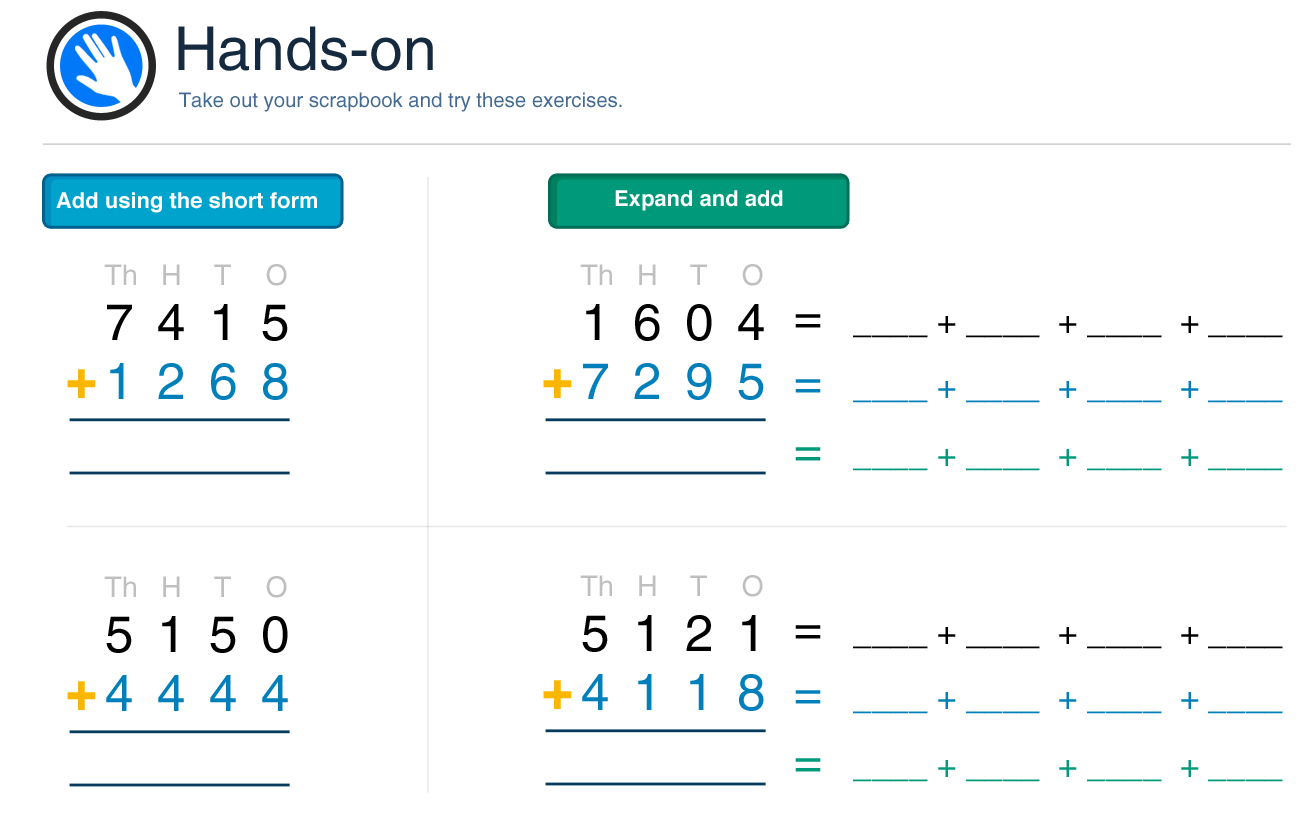 Hands-on
Take out your scrapbook and try these exercises.
Add using the short form
Th H T O
7 4 1 5
+ 1 2 6 8
Expand and add
Th H T O
1 6 0 4 = ____ + ____ + ____ + ____
+ 7 2 9 5 = ____ + ____ + ____ + ____
= ____ + ____ + ____ + ____
Th H T O
5 1 5 0
+ 4 4 4 4
Th H T O
5 1 2 1 = ____ + ____ + ____ + ____
+ 4 1 1 8 = ____ + ____ + ____ + ____
= ____ + ____ + ____ + ____